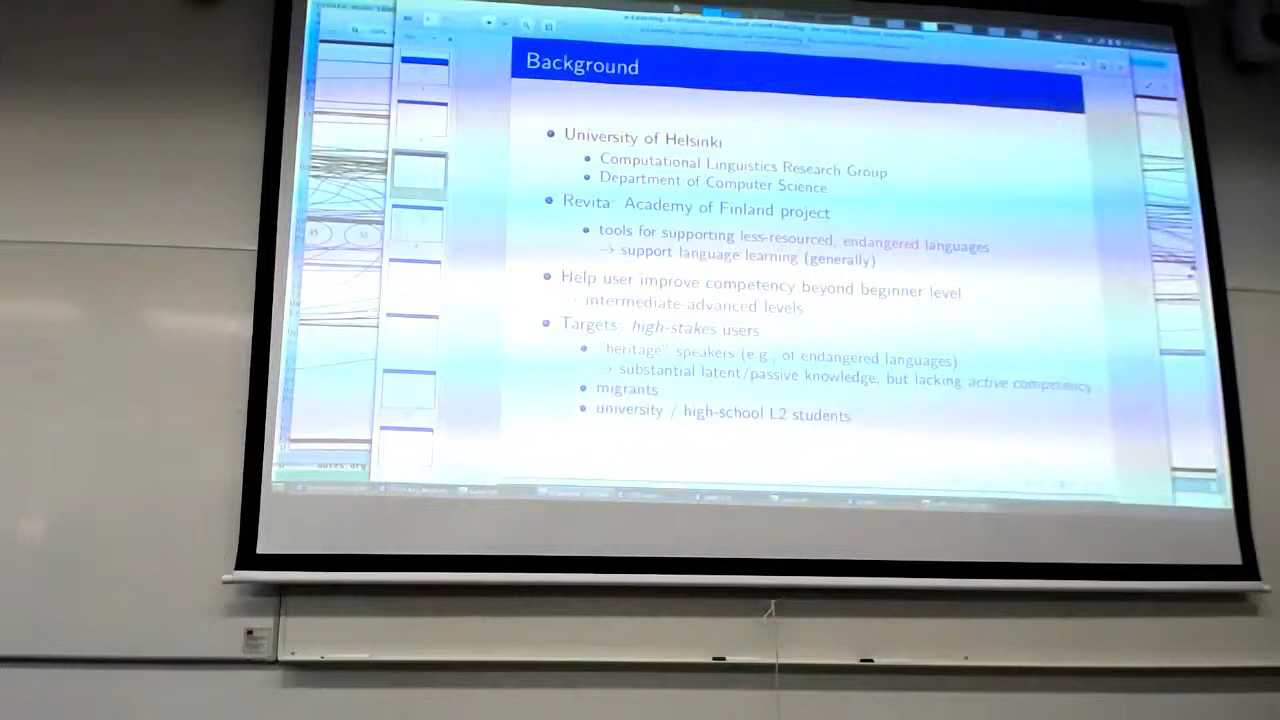 Background
University of Helsinki
Computational Linguistics Research Group
Department of Computer Science
Revita: Academy of Finland project
tools for supporting less-resourced, endangered languages
→ support language learning (generally)
Help user improve competency beyond beginner level
intermediate-advanced levels
Targets: high-stakes users
"heritage" speakers (e.g., of endangered languages)
→ substantial latent/passive knowledge, but lacking active competency
migrants
university / high-school L2 students